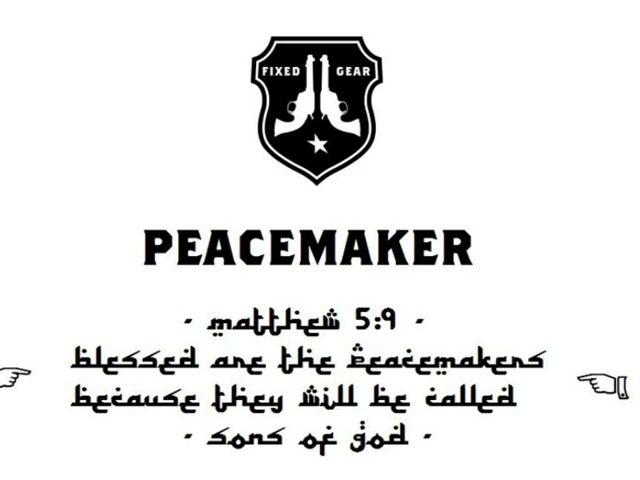 FIXED GEAR
PEACEMAKER
- matthew 5:9 -
blessed are the peacemakers
because they will be called
- sons of god -